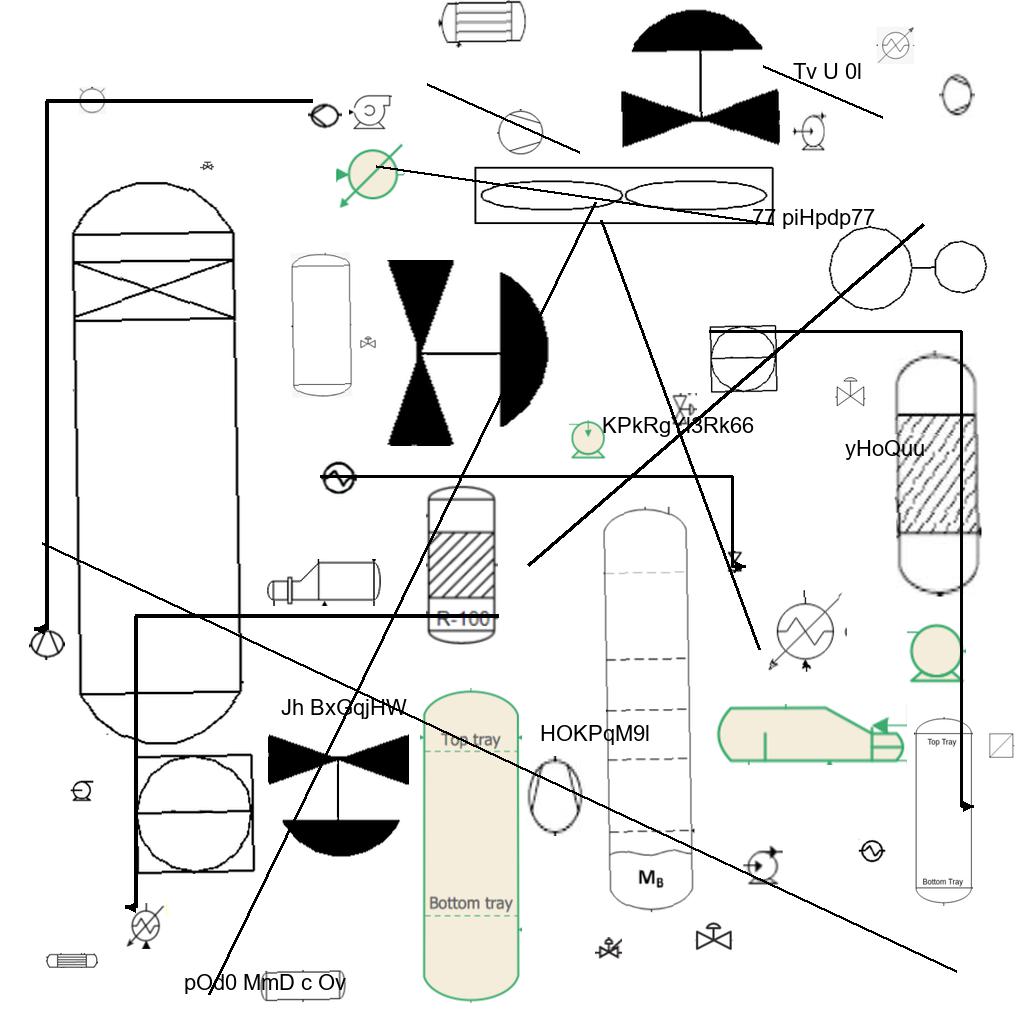 Tv U 0l
77 piHpdp77
yHoQuu
R-100
Jh BxGqjHW
Top tray
HOKPqM9l
Top Tray
M_B
Bottom Tray
Bottom tray
pOd0 MmD c Ov